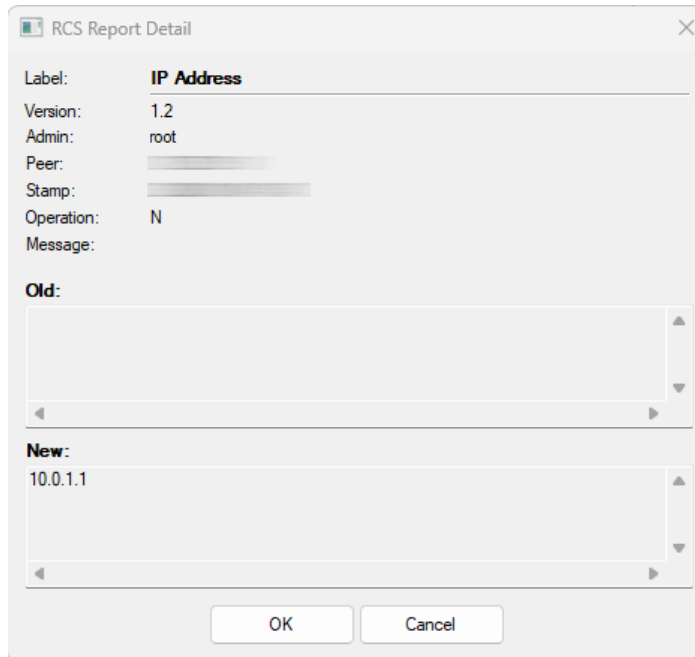 RCS Report Detail
Label: IP Address
Version: 1.2
Admin: root
Peer:
Stamp:
Operation: N
Message:
Old:
New:
10.0.1.1
OK Cancel